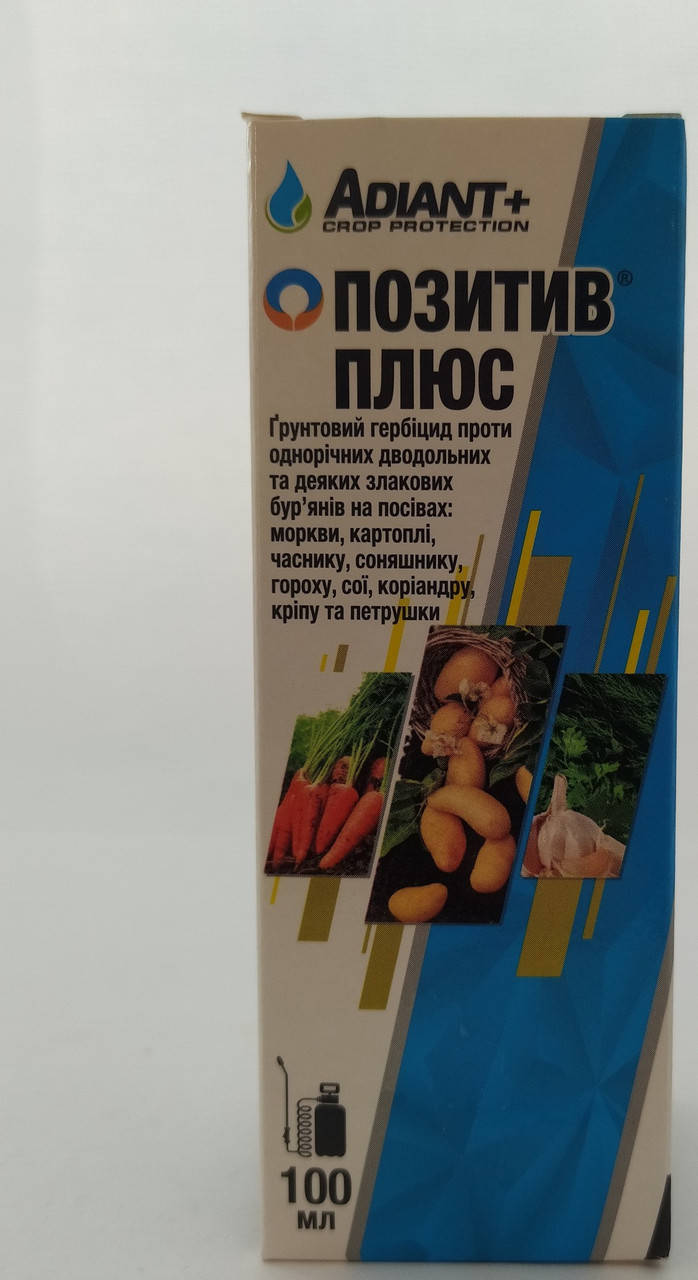 ADIANT+
CROP PROTECTION
ПОЗИТИВ®
ПЛЮС
Ґрунтовий гербіцид проти
однорічних дводольних
та деяких злакових
бур'янів на посівах:
моркви, картоплі,
часнику, соняшнику,
гороху, сої, коріандру,
кріпу та петрушки
100
мл